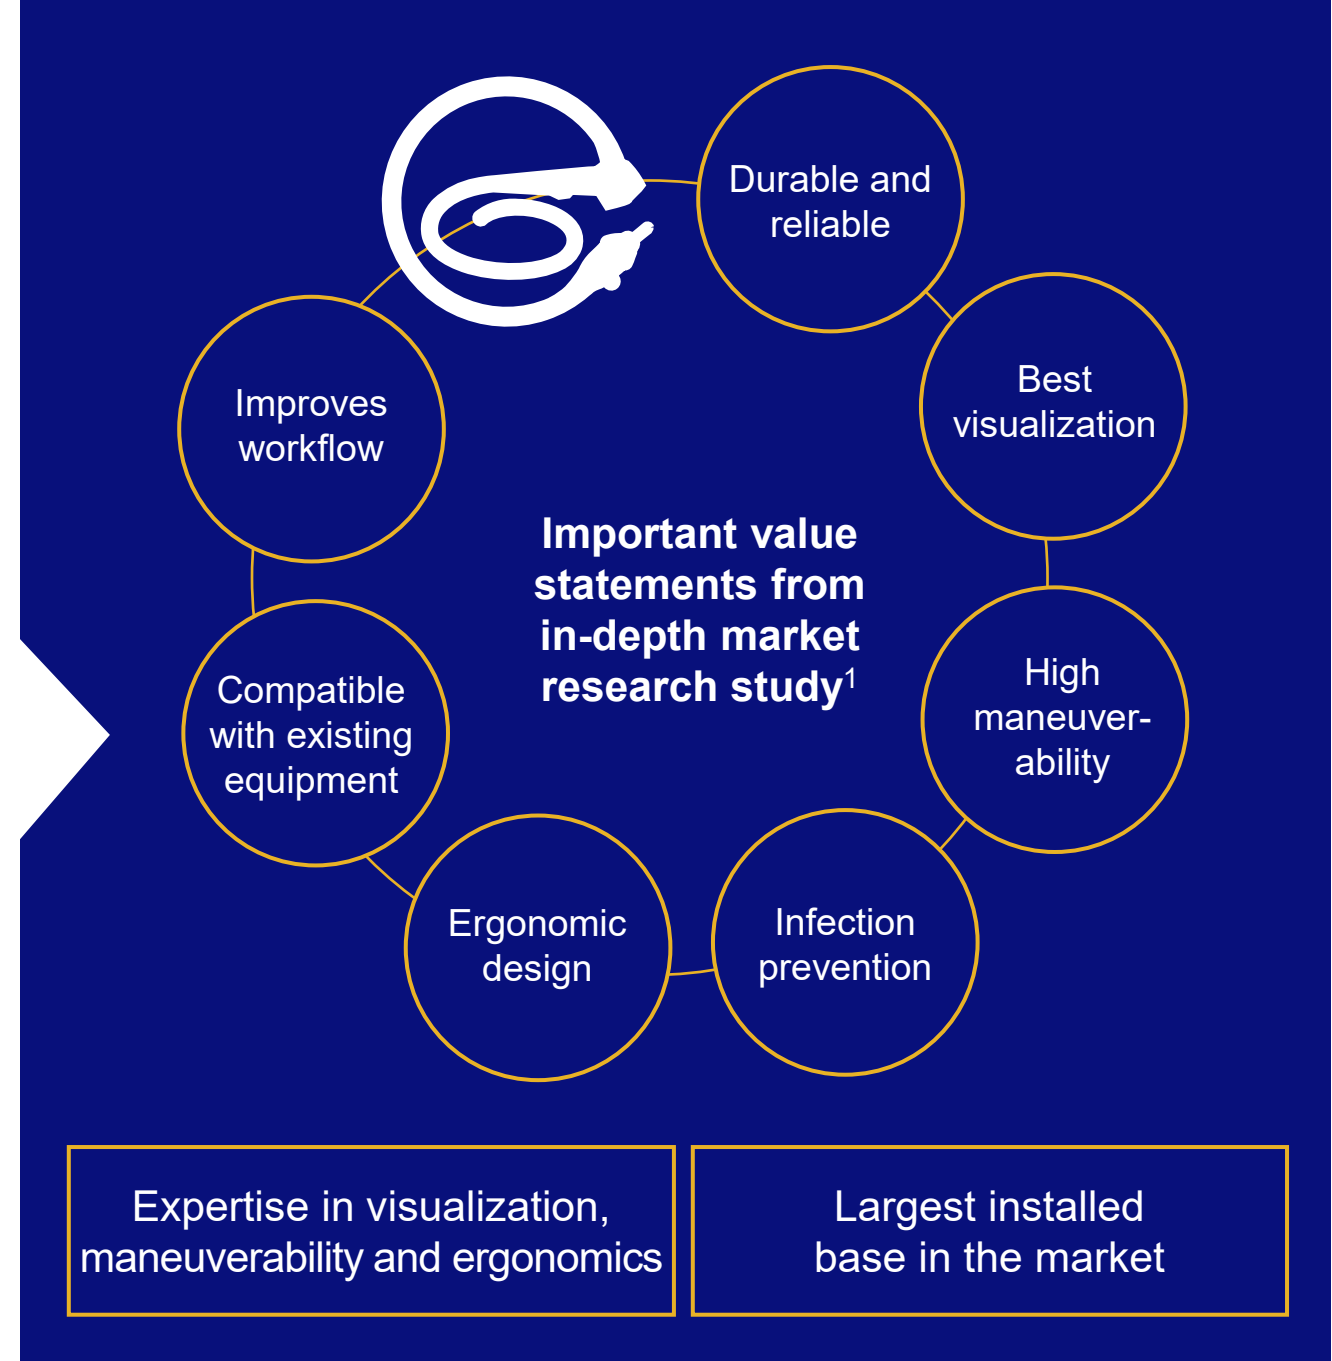 Durable and
reliable
Best
visualization
High
maneuver-
ability
Infection
prevention
Ergonomic
design
Compatible
with existing
equipment
Improves
workflow
Important value
statements from
in-depth market
research study1
Expertise in visualization,
maneuverability and ergonomics
Largest installed
base in the market